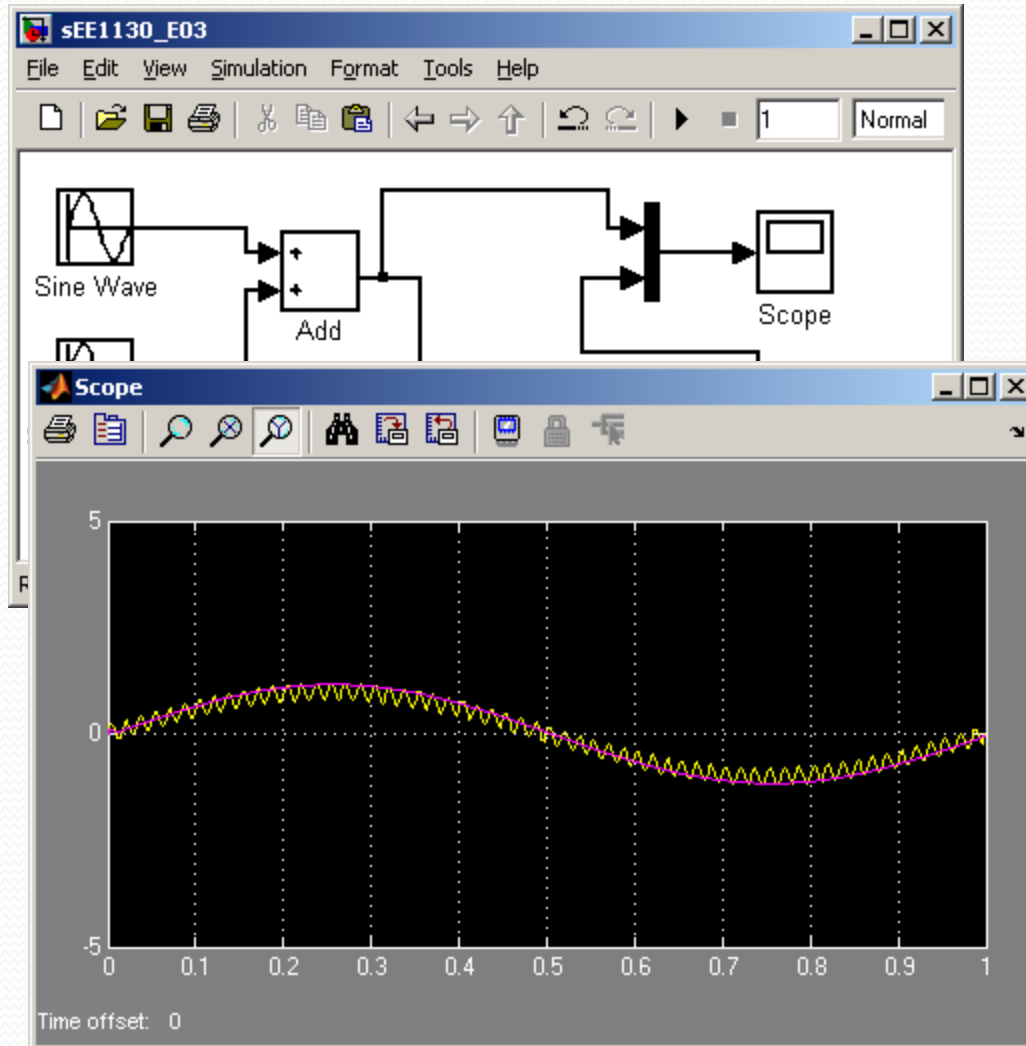 sEE1130_E03
File Edit View Simulation Format Tools Help
1 Normal
Sine Wave
Add
Scope
Scope
5
0
-5
0 0.1 0.2 0.3 0.4 0.5 0.6 0.7 0.8 0.9 1
Time offset: 0